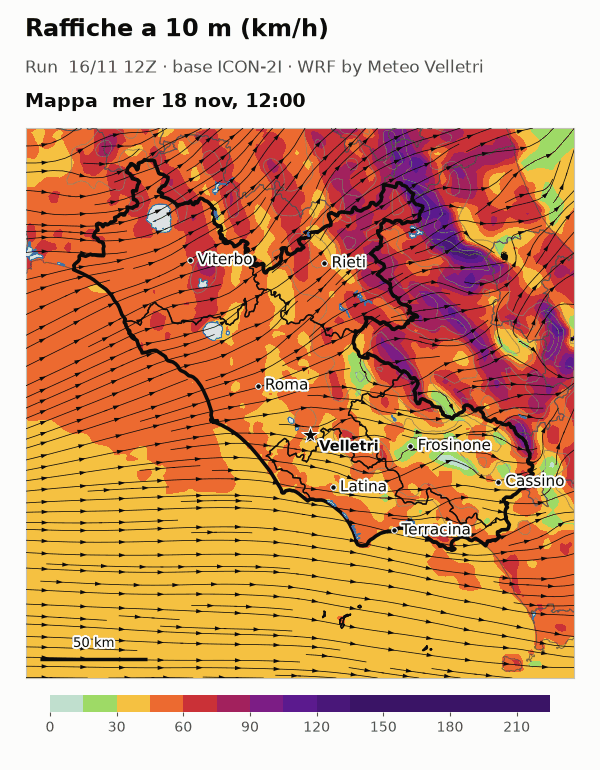 Raffiche a 10 m (km/h)
Run  16/11 12Z · base ICON-2I · WRF by Meteo Velletri
Mappa  mer 18 nov, 12:00
Viterbo
Rieti
Roma
Velletri
Frosinone
Cassino
Latina
Terracina
50 km
0 30 60 90 120 150 180 210